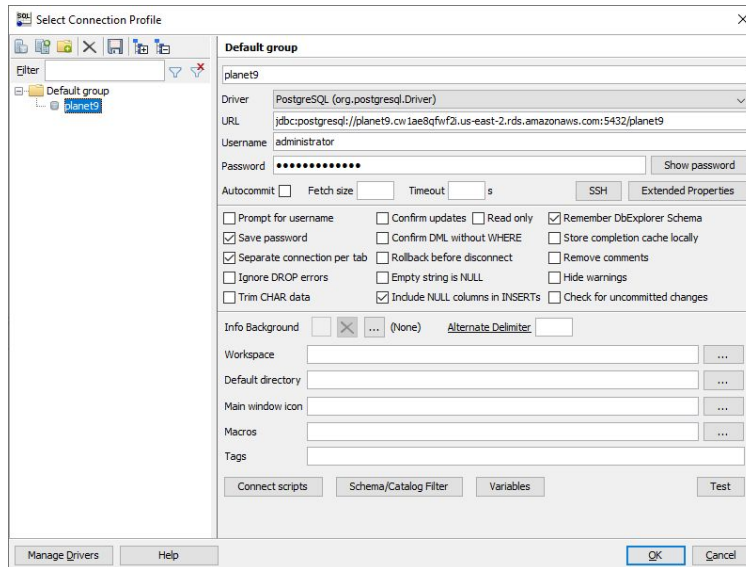 Select Connection Profile
Default group
Filter
planet9
Default group
planet9
Driver PostgreSQL (org.postgresql.Driver)
URL jdbc:postgresql://planet9.cw1ae8qfwf2i.us-east-2.rds.amazonaws.com:5432/planet9
Username administrator
Password ●●●●●●●●●●●●● Show password
Autocommit Fetch size Timeout s SSH Extended Properties
Prompt for username Confirm updates Read only Remember DbExplorer Schema
Save password Confirm DML without WHERE Store completion cache locally
Separate connection per tab Rollback before disconnect Remove comments
Ignore DROP errors Empty string is NULL Hide warnings
Trim CHAR data Include NULL columns in INSERTs Check for uncommitted changes
Info Background ... (None) Alternate Delimiter
Workspace ...
Default directory ...
Main window icon ...
Macros ...
Tags
Connect scripts Schema/Catalog Filter Variables Test
Manage Drivers Help OK Cancel